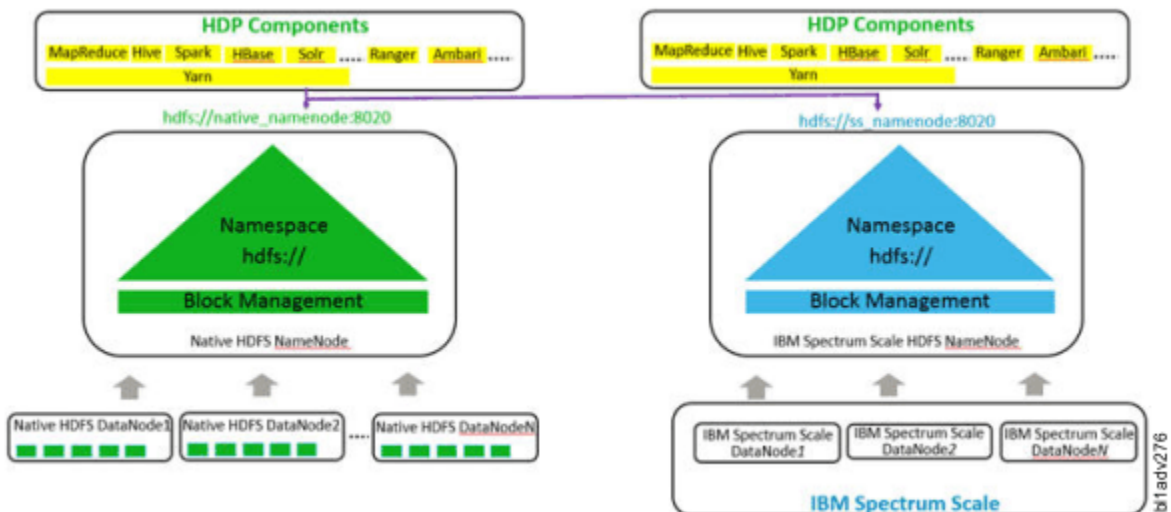 HDP Components
MapReduce Hive Spark HBase Solr ..... Ranger Ambari ....
Yarn
hdfs://native_namenode:8020
Namespace
hdfs://
Block Management
Native HDFS NameNode
Native HDFS DataNode1
Native HDFS DataNode2
....
Native HDFS DataNodeN
HDP Components
MapReduce Hive Spark HBase Solr ..... Ranger Ambari ....
Yarn
hdfs://ss_namenode:8020
Namespace
hdfs://
Block Management
IBM Spectrum Scale HDFS NameNode
IBM Spectrum Scale
DataNode1
IBM Spectrum Scale
DataNode2
IBM Spectrum Scale
DataNodeN
IBM Spectrum Scale
bl1adv276